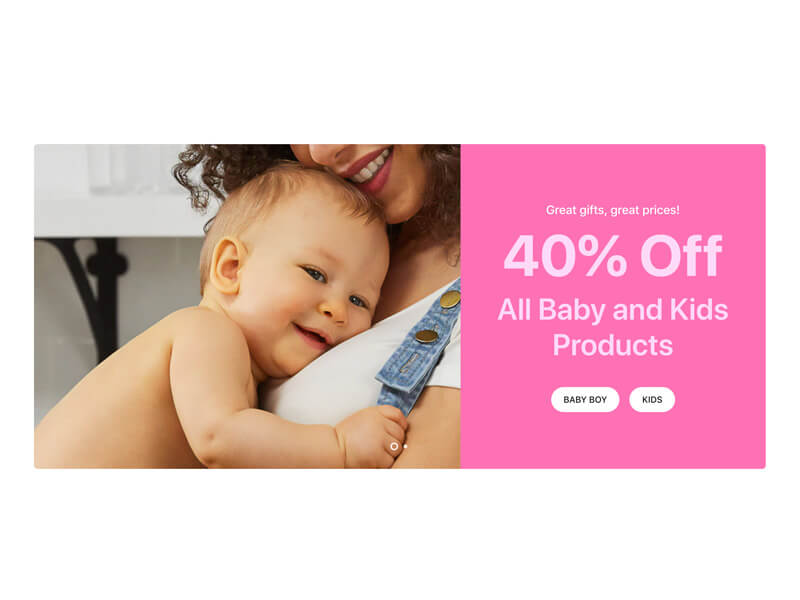 Great gifts, great prices!
40% Off
All Baby and Kids
Products
BABY BOY
KIDS